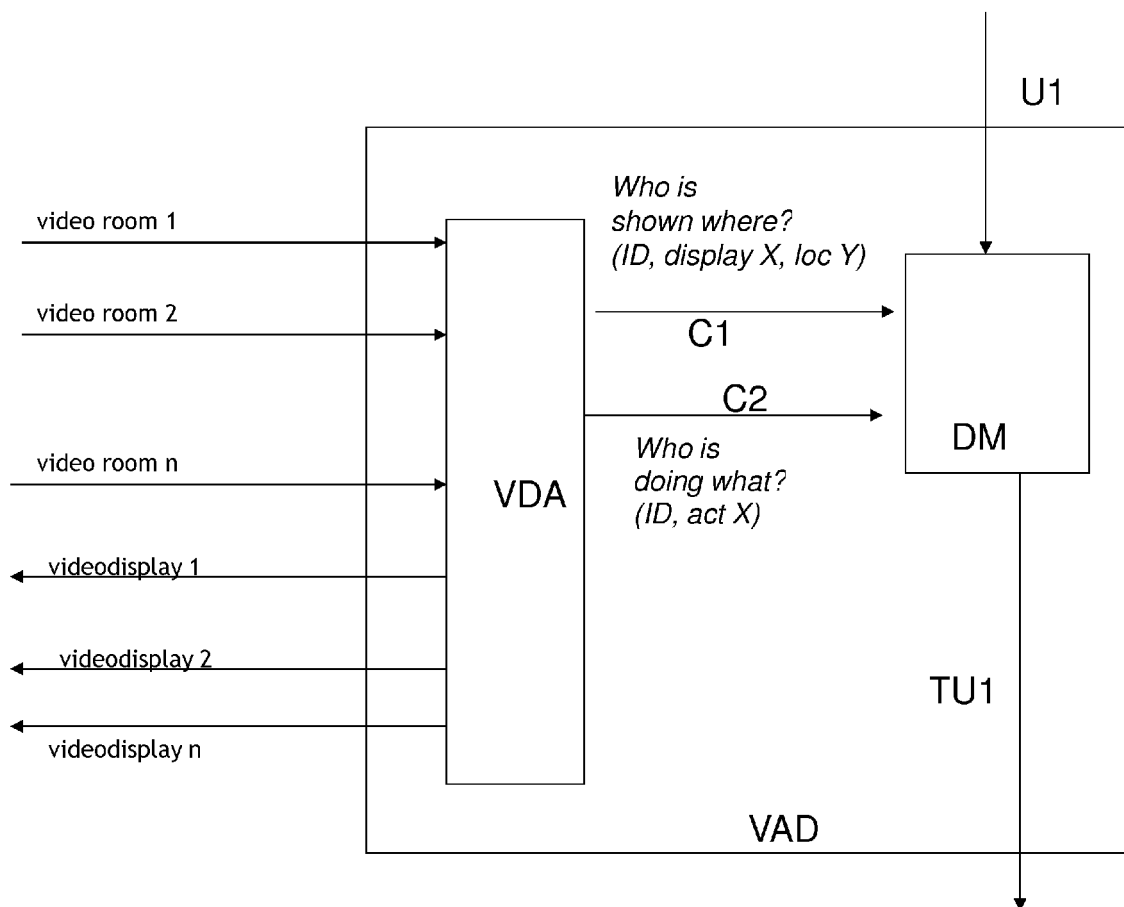 U1
Who is
shown where?
(ID, display X, loc Y)
video room 1
video room 2
C1
C2
DM
Who is
doing what?
(ID, act X)
video room n
VDA
videodisplay 1
videodisplay 2
videodisplay n
TU1
VAD